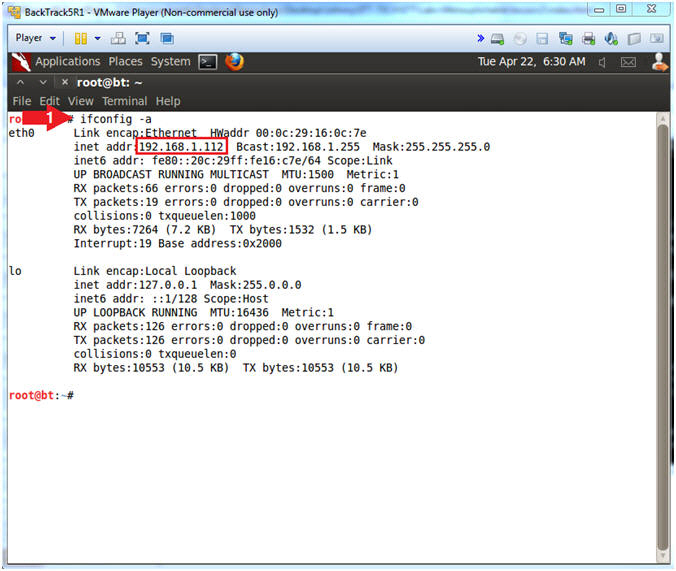 BackTrack5R1 - VMware Player (Non-commercial use only)
Player
Applications Places System Tue Apr 22, 6:30 AM
root@bt: ~
File Edit View Terminal Help
1 # ifconfig -a
eth0 Link encap:Ethernet HWaddr 00:0c:29:16:0c:7e
inet addr:192.168.1.112 Bcast:192.168.1.255 Mask:255.255.255.0
inet6 addr: fe80::20c:29ff:fe16:c7e/64 Scope:Link
UP BROADCAST RUNNING MULTICAST MTU:1500 Metric:1
RX packets:66 errors:0 dropped:0 overruns:0 frame:0
TX packets:19 errors:0 dropped:0 overruns:0 carrier:0
collisions:0 txqueuelen:1000
RX bytes:7264 (7.2 KB) TX bytes:1532 (1.5 KB)
Interrupt:19 Base address:0x2000
lo Link encap:Local Loopback
inet addr:127.0.0.1 Mask:255.0.0.0
inet6 addr: ::1/128 Scope:Host
UP LOOPBACK RUNNING MTU:16436 Metric:1
RX packets:126 errors:0 dropped:0 overruns:0 frame:0
TX packets:126 errors:0 dropped:0 overruns:0 carrier:0
collisions:0 txqueuelen:0
RX bytes:10553 (10.5 KB) TX bytes:10553 (10.5 KB)
root@bt:~#